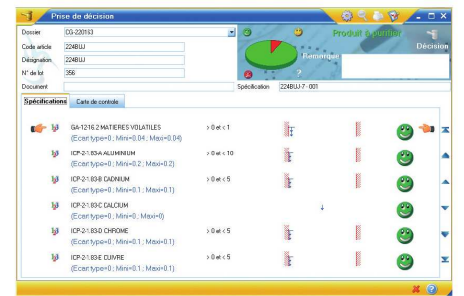 Prise de décision
Dossier CG-220163
Code article 224BUJ
Désignation 224BUJ
N° de lot 356
Document
Produit à purifier
Remarque
Décision
?
Spécification 224BUJ-7-001
Spécifications Carte de controle
GA-1216.2 MATIERES VOLATILES > 0 et < 1
(Ecart type=0 ; Mini=0.04 ; Maxi=0.04)
ICP-2-1.83-A ALUMINIUM > 0 et < 10
(Ecart type=0 ; Mini=0.2 ; Maxi=0.2)
ICP-2-1.83-B CADNIUM > 0 et < 5
(Ecart type=0 ; Mini=0.1 ; Maxi=0.1)
ICP-2-1.83-C CALCIUM
(Ecart type=0 ; Mini=0 ; Maxi=0)
ICP-2-1.83-D CHROME > 0 et < 5
(Ecart type=0 ; Mini=0.1 ; Maxi=0.1)
ICP-2-1.83-E CUIVRE > 0 et < 5
(Ecart type=0 ; Mini=0.1 ; Maxi=0.1)